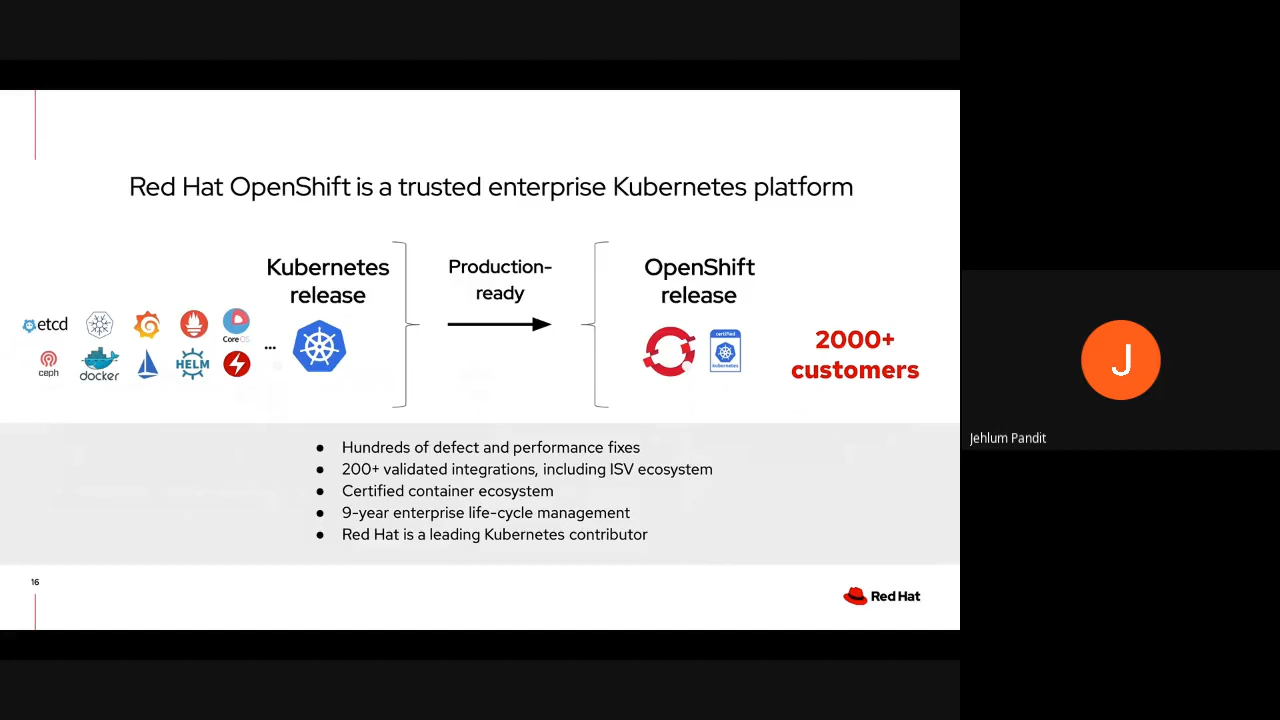 Red Hat OpenShift is a trusted enterprise Kubernetes platform
Kubernetes
release
Production-
ready
OpenShift
release
etcd
Core OS
...
ceph
docker
HELM
certified
kubernetes
2000+
customers
● Hundreds of defect and performance fixes
● 200+ validated integrations, including ISV ecosystem
● Certified container ecosystem
● 9-year enterprise life-cycle management
● Red Hat is a leading Kubernetes contributor
16
Red Hat
J
Jehlum Pandit